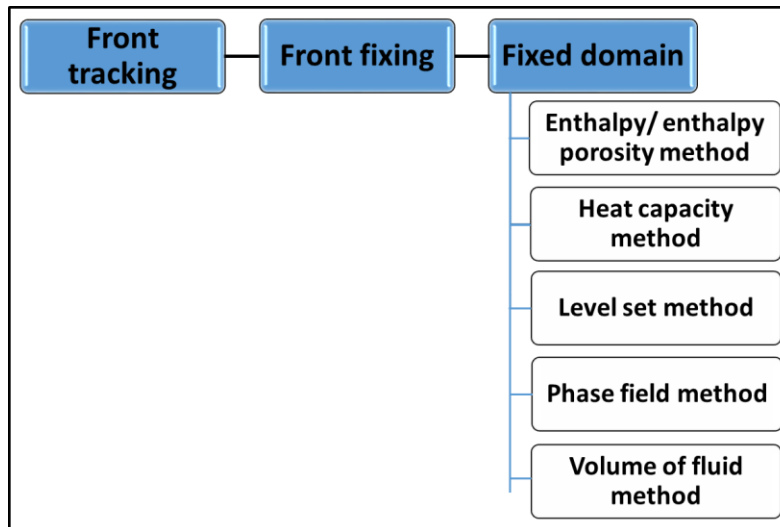 Front
tracking
Front fixing
Fixed domain
Enthalpy/ enthalpy
porosity method
Heat capacity
method
Level set method
Phase field method
Volume of fluid
method